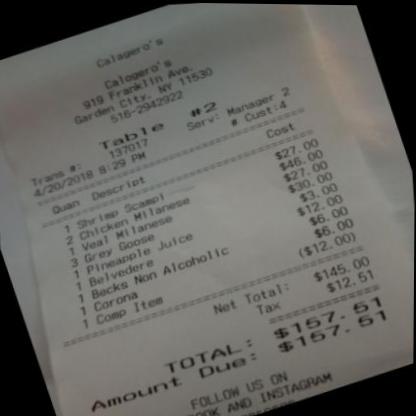 Calagero's
Calogero's
919 Franklin Ave.
Garden City, NY 11530
516-2942922
Table #2
Trans #: 137017 Serv: Manager 2
4/20/2018 8:29 PM # Cust:4
Quan Descript Cost
1 Shrimp Scampi $27.00
2 Chicken Milanese $46.00
1 Veal Milanese $27.00
3 Grey Goose $30.00
1 Pineapple Juice $3.00
1 Belvedere $12.00
1 Becks Non Alcoholic $6.00
1 Corona $6.00
1 Comp Item ($12.00)
Net Total: $145.00
Tax $12.51
TOTAL: $157.51
Amount Due: $157.51
FOLLOW US ON
AND INSTAGRAM